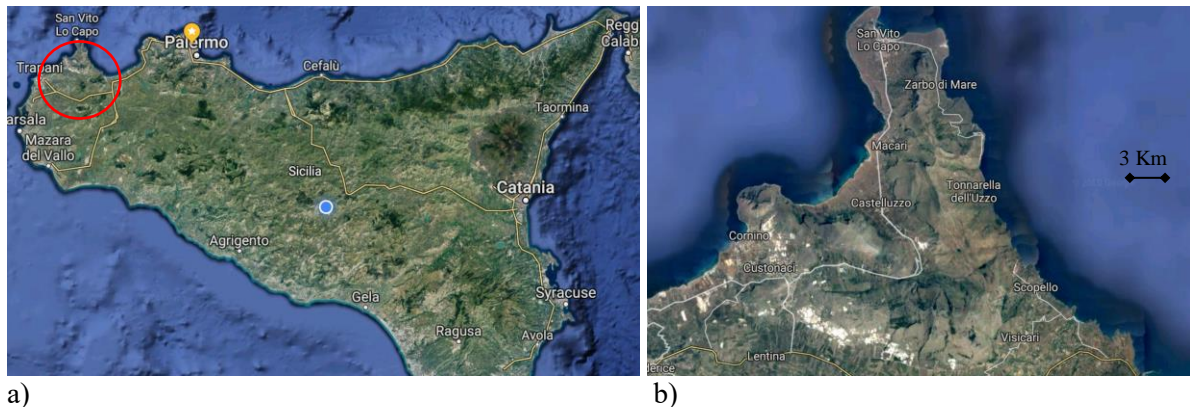 San Vito
Lo Capo
Palermo
Trapani
Cefalù
Reggio
Calab
Taormina
arsala
Mazara
del Vallo
Sicilia
Catania
Agrigento
Gela
Syracuse
Ragusa
Avola
a)
San Vito
Lo Capo
Zarbo di Mare
Macari
3 Km
Tonnarella
dell'Uzzo
Castelluzzo
Cornino
Custonaci
Scopello
Visicari
Lentina
derice
b)